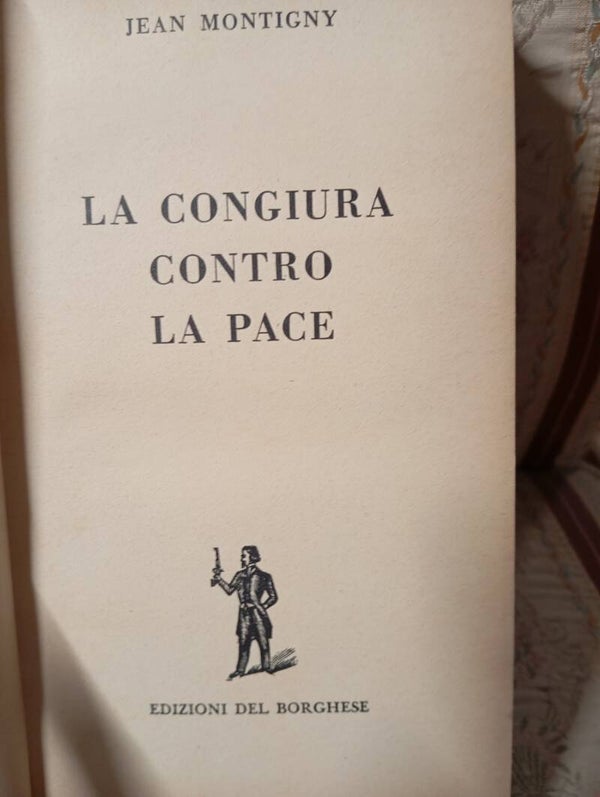 JEAN MONTIGNY
LA CONGIURA
CONTRO
LA PACE
EDIZIONI DEL BORGHESE